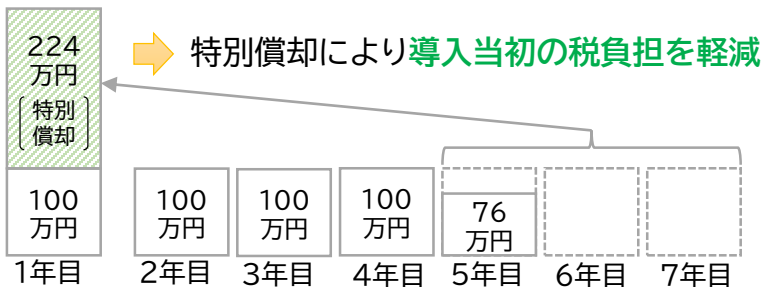 224
万円
特別
償却
特別償却により導入当初の税負担を軽減
100
万円
100
万円
100
万円
100
万円
76
万円
1年目
2年目
3年目
4年目
5年目
6年目
7年目